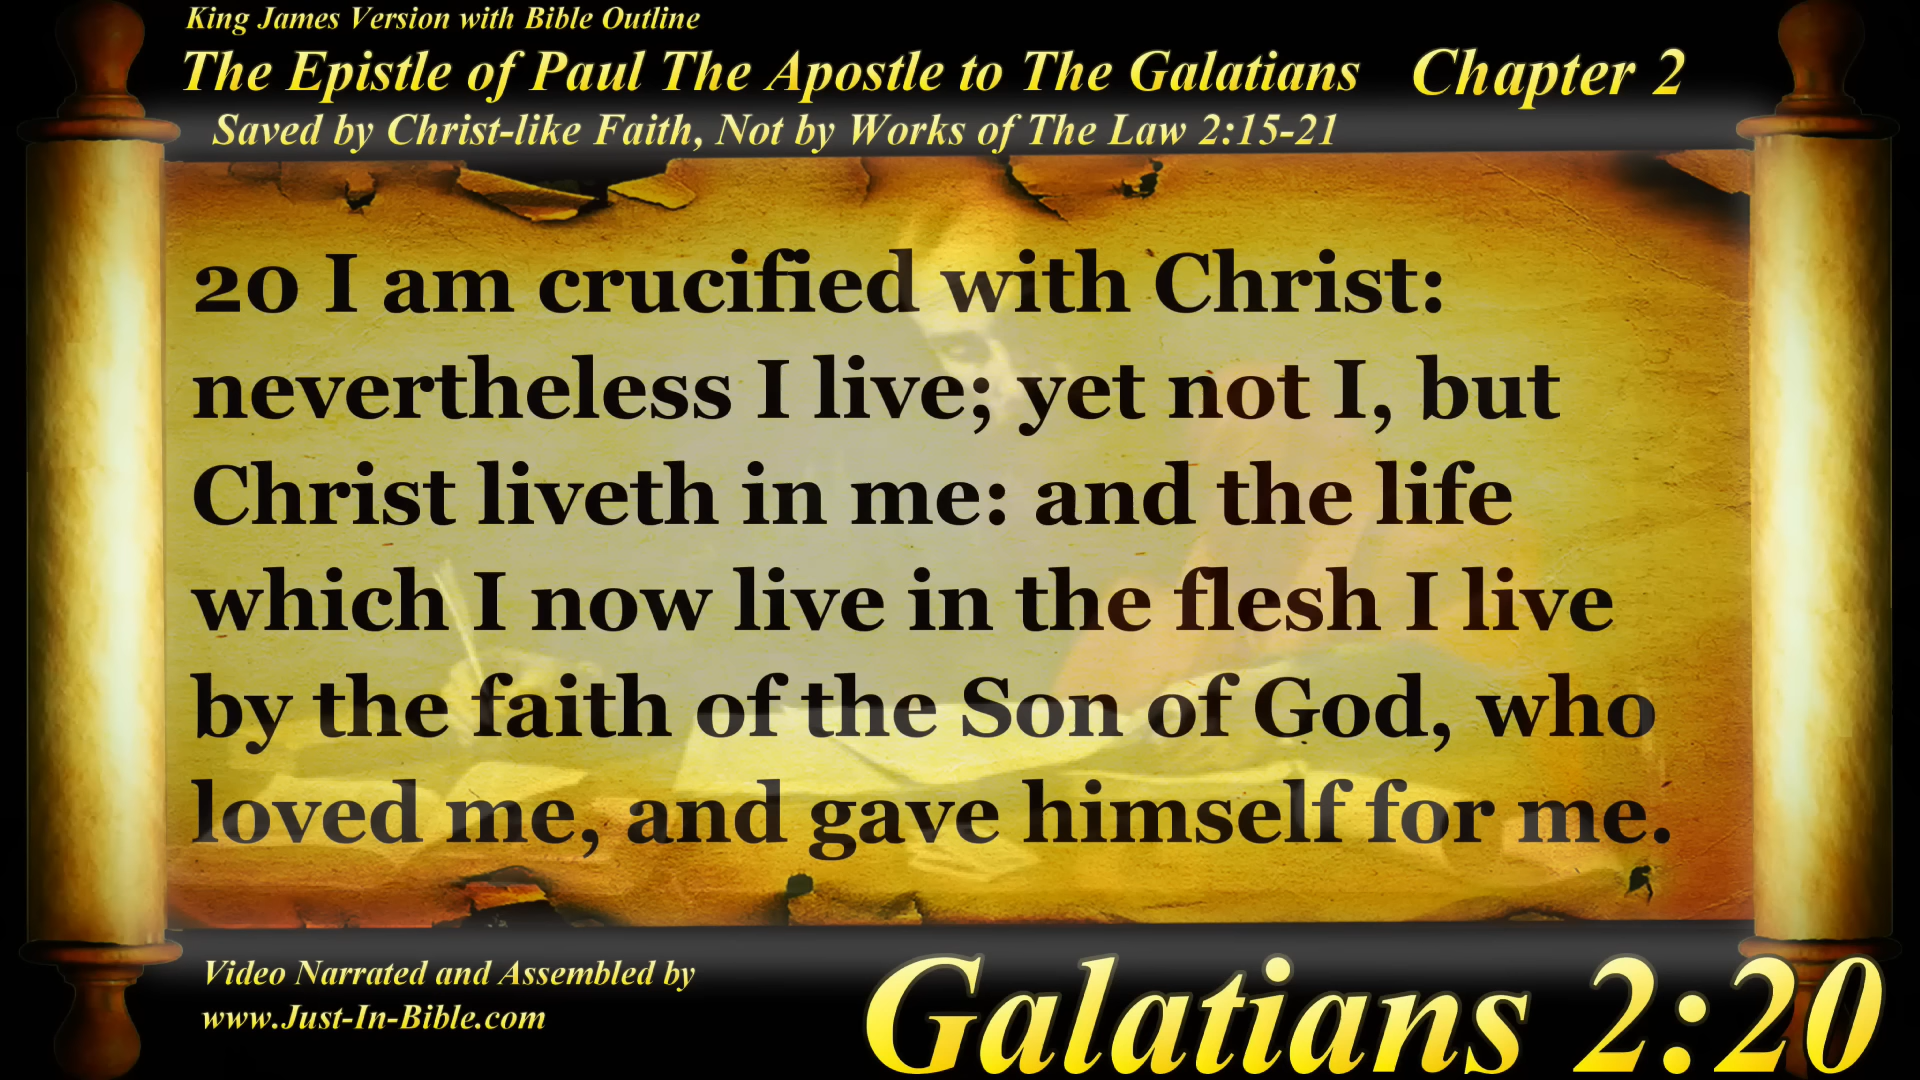 King James Version with Bible Outline
The Epistle of Paul The Apostle to The Galatians Chapter 2
Saved by Christ-like Faith, Not by Works of The Law 2:15-21
20 I am crucified with Christ:
nevertheless I live; yet not I, but
Christ liveth in me: and the life
which I now live in the flesh I live
by the faith of the Son of God, who
loved me, and gave himself for me.
Video Narrated and Assembled by
www.Just-In-Bible.com
Galatians 2:20